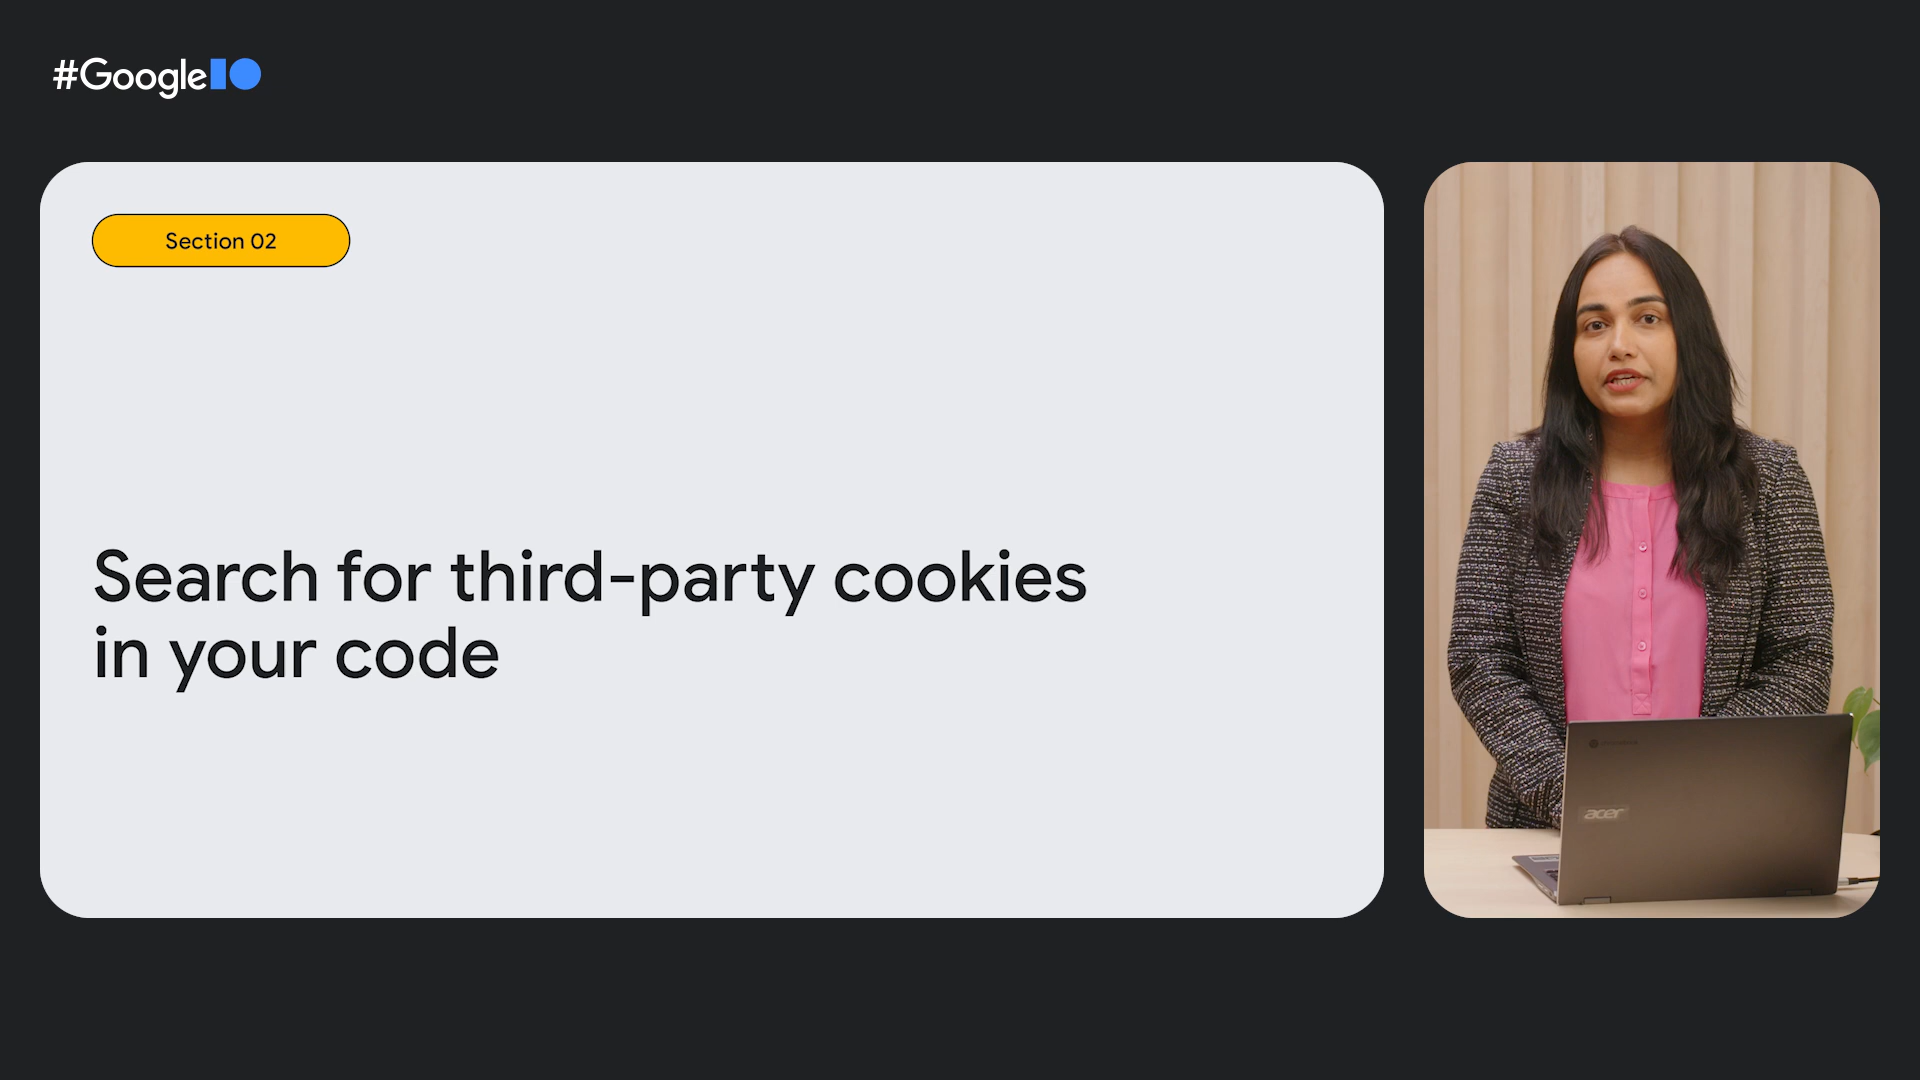 #GoogleIO
Section 02
Search for third-party cookies
in your code
acer